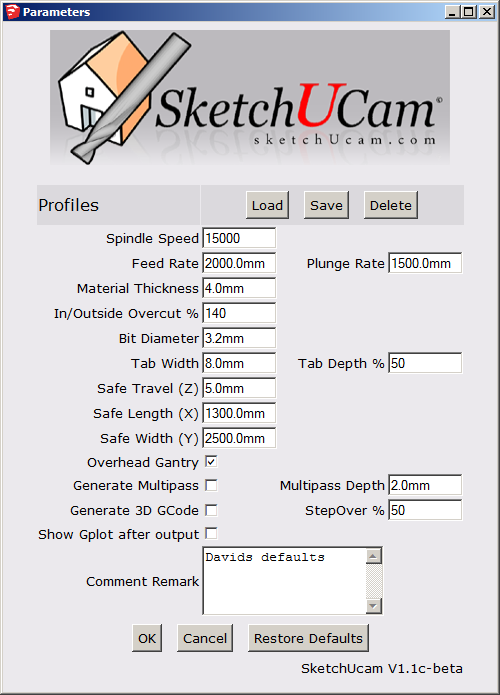 Parameters
SketchUCam©
sketchUcam.com
Profiles Load Save Delete
Spindle Speed 15000
Feed Rate 2000.0mm Plunge Rate 1500.0mm
Material Thickness 4.0mm
In/Outside Overcut % 140
Bit Diameter 3.2mm
Tab Width 8.0mm Tab Depth % 50
Safe Travel (Z) 5.0mm
Safe Length (X) 1300.0mm
Safe Width (Y) 2500.0mm
Overhead Gantry
Generate Multipass Multipass Depth 2.0mm
Generate 3D GCode StepOver % 50
Show Gplot after output
Davids defaults
Comment Remark
OK Cancel Restore Defaults
SketchUcam V1.1c-beta